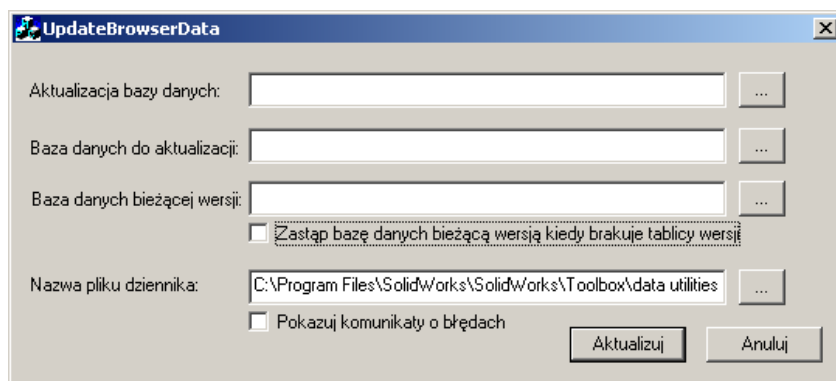 UpdateBrowserData
Aktualizacja bazy danych:
...
Baza danych do aktualizacji:
...
Baza danych bieżącej wersji:
...
Zastąp bazę danych bieżącą wersją kiedy brakuje tablicy wersji
Nazwa pliku dziennika:
C:\Program Files\SolidWorks\SolidWorks\Toolbox\data utilities
...
Pokazuj komunikaty o błędach
Aktualizuj
Anuluj